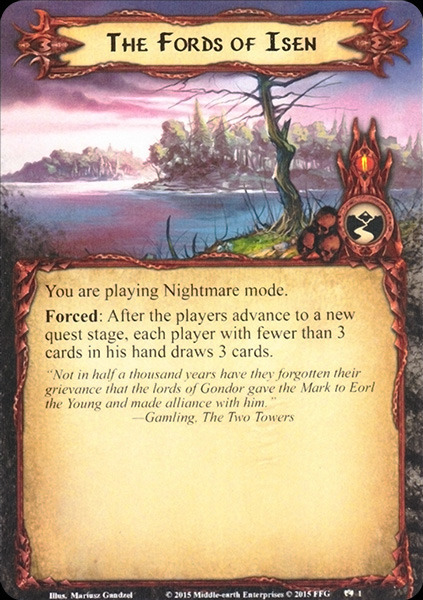 THE FORDS OF ISEN
You are playing Nightmare mode.
Forced: After the players advance to a new
quest stage, each player with fewer than 3
cards in his hand draws 3 cards.
"Not in half a thousand years have they forgotten their
grievance that the lords of Gondor gave the Mark to Eorl
the Young and made alliance with him."
—Gamling, The Two Towers
Illus. Mariusz Gandzel © 2015 Middle-earth Enterprises © 2015 FFG 1